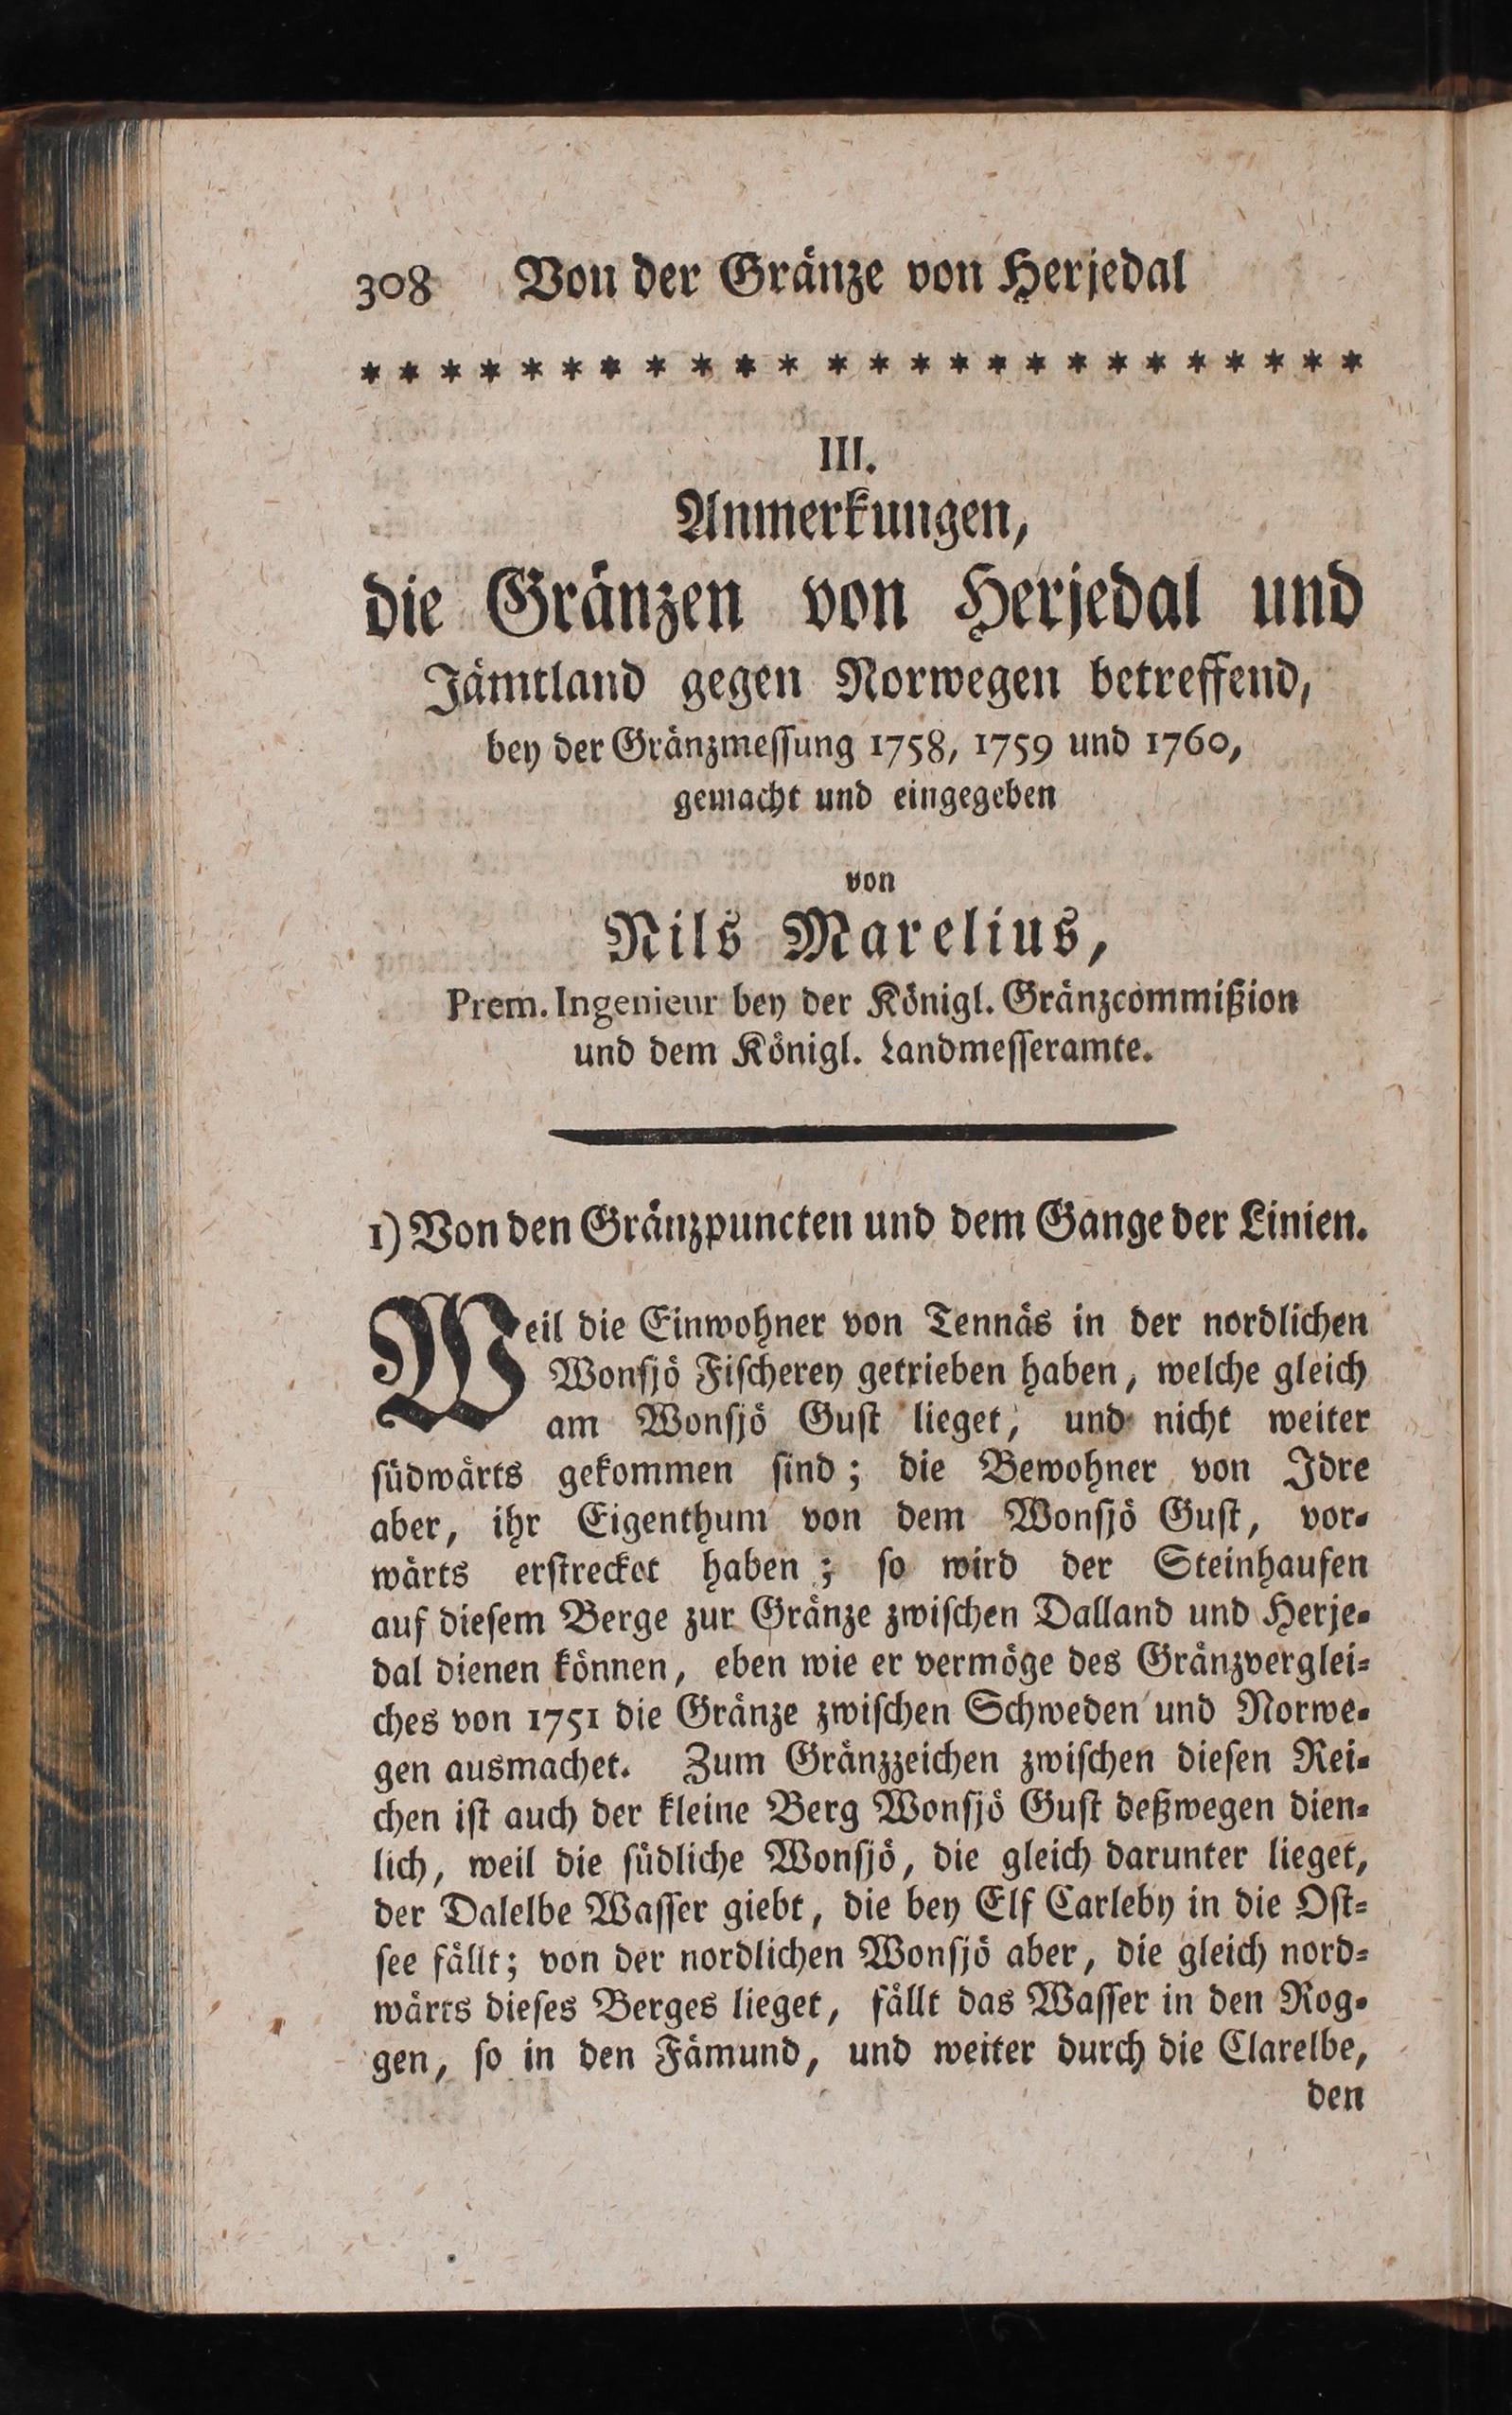 308 Von der Gränze von Herjedal
* * * * * * * * * * * * * * * * * * * * * * * * *
III.
Anmerkungen,
die Gränzen von Herjedal und
Jämtland gegen Norwegen betreffend,
bey der Gränzmeſſung 1758, 1759 und 1760,
gemacht und eingegeben
von
Nils Marelius,
Prem. Ingenieur bey der Königl. Gränzcommißion
und dem Königl. Landmeſſeramte.
1) Von den Gränzpuncten und dem Gange der Linien.
Weil die Einwohner von Tennäs in der nordlichen
Wonſjö Fiſcherey getrieben haben, welche gleich
am Wonſjö Guſt lieget, und nicht weiter
ſüdwärts gekommen ſind; die Bewohner von Idre
aber, ihr Eigenthum von dem Wonſjö Guſt, vor-
wärts erſtrecket haben; ſo wird der Steinhaufen
auf dieſem Berge zur Gränze zwiſchen Dalland und Herje-
dal dienen können, eben wie er vermöge des Gränzverglei-
ches von 1751 die Gränze zwiſchen Schweden und Norwe-
gen ausmachet. Zum Gränzzeichen zwiſchen dieſen Rei-
chen iſt auch der kleine Berg Wonſjö Guſt deßwegen dien-
lich, weil die ſüdliche Wonſjö, die gleich darunter lieget,
der Dalelbe Waſſer giebt, die bey Elf Carleby in die Oſt-
ſee fällt; von der nordlichen Wonſjö aber, die gleich nord-
wärts dieſes Berges lieget, fällt das Waſſer in den Rog-
gen, ſo in den Fämund, und weiter durch die Clarelbe,
den